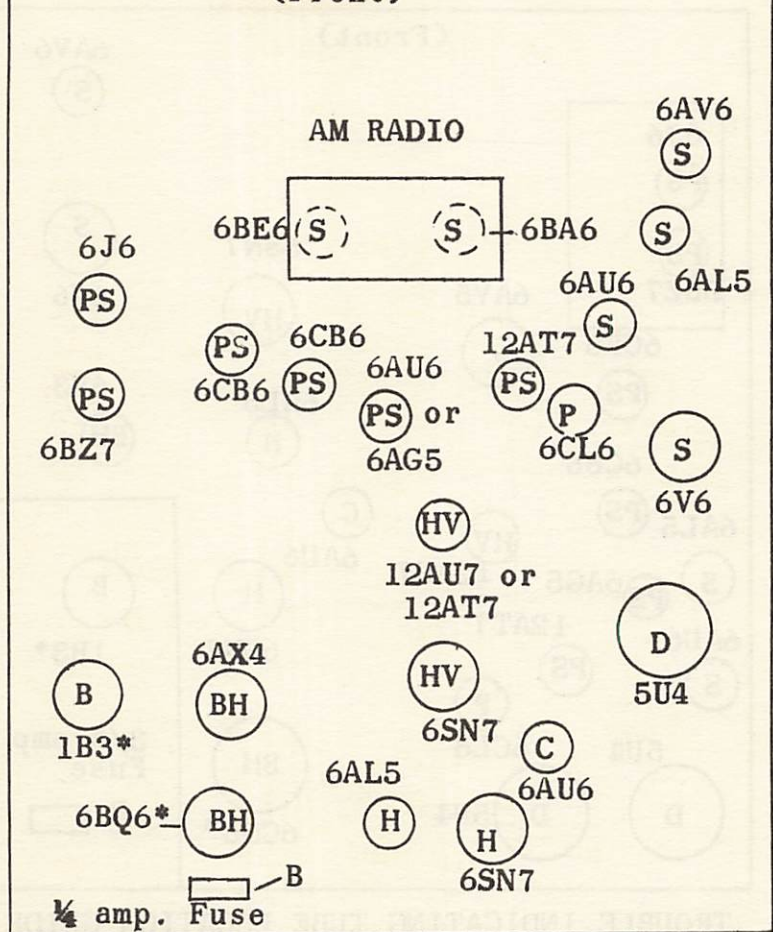 (Front)
AM RADIO
6AV6
S
6BE6 S
S 6BA6
S
6AL5
6J6
PS
6AU6
S
PS
6CB6
6CB6
PS
12AT7
PS
6AU6
PS or
6AG5
P
6CL6
PS
6BZ7
S
6V6
HV
12AU7 or
12AT7
D
5U4
6AX4
BH
B
1B3*
HV
6SN7
C
6AU6
6AL5
H
6BQ6* BH
H
6SN7
B
¼ amp. Fuse